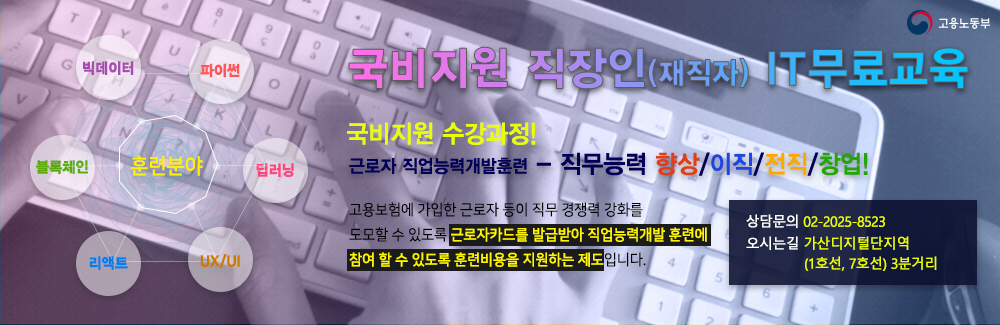 고용노동부
국비지원 직장인(재직자) IT무료교육
빅데이터
파이썬
블록체인
훈련분야
딥러닝
리액트
UX/UI
국비지원 수강과정!
근로자 직업능력개발훈련 – 직무능력 향상/이직/전직/창업!
고용보험에 가입한 근로자 등이 직무 경쟁력 강화를
도모할 수 있도록 근로자카드를 발급받아 직업능력개발 훈련에
참여 할 수 있도록 훈련비용을 지원하는 제도입니다.
상담문의 02-2025-8523
오시는길 가산디지털단지역
(1호선, 7호선) 3분거리